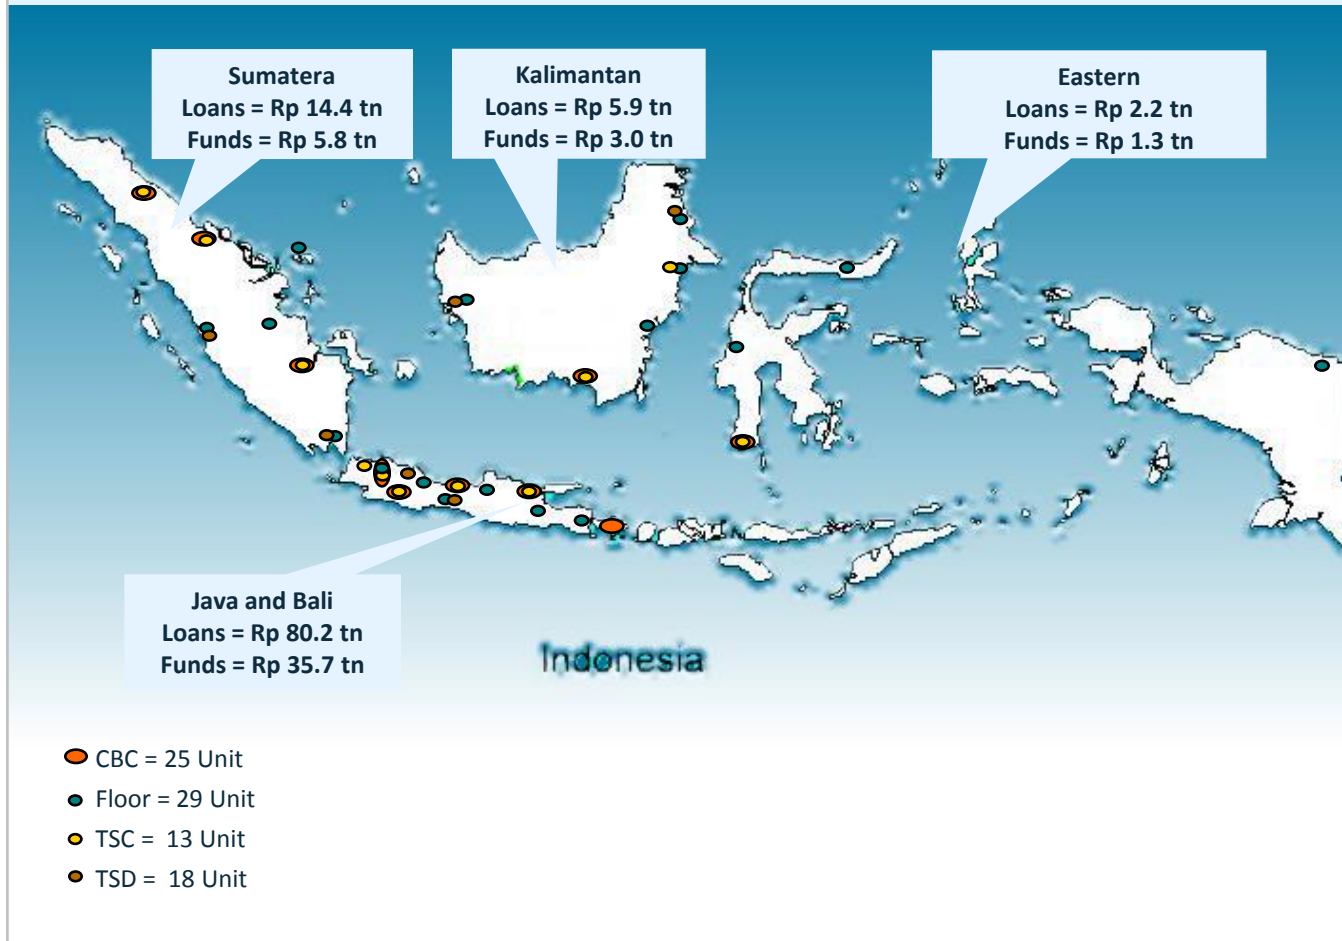 Sumatera
Loans = Rp 14.4 tn
Funds = Rp 5.8 tn
Kalimantan
Loans = Rp 5.9 tn
Funds = Rp 3.0 tn
Eastern
Loans = Rp 2.2 tn
Funds = Rp 1.3 tn
Java and Bali
Loans = Rp 80.2 tn
Funds = Rp 35.7 tn
Indonesia
CBC = 25 Unit
Floor = 29 Unit
TSC =  13 Unit
TSD =  18 Unit